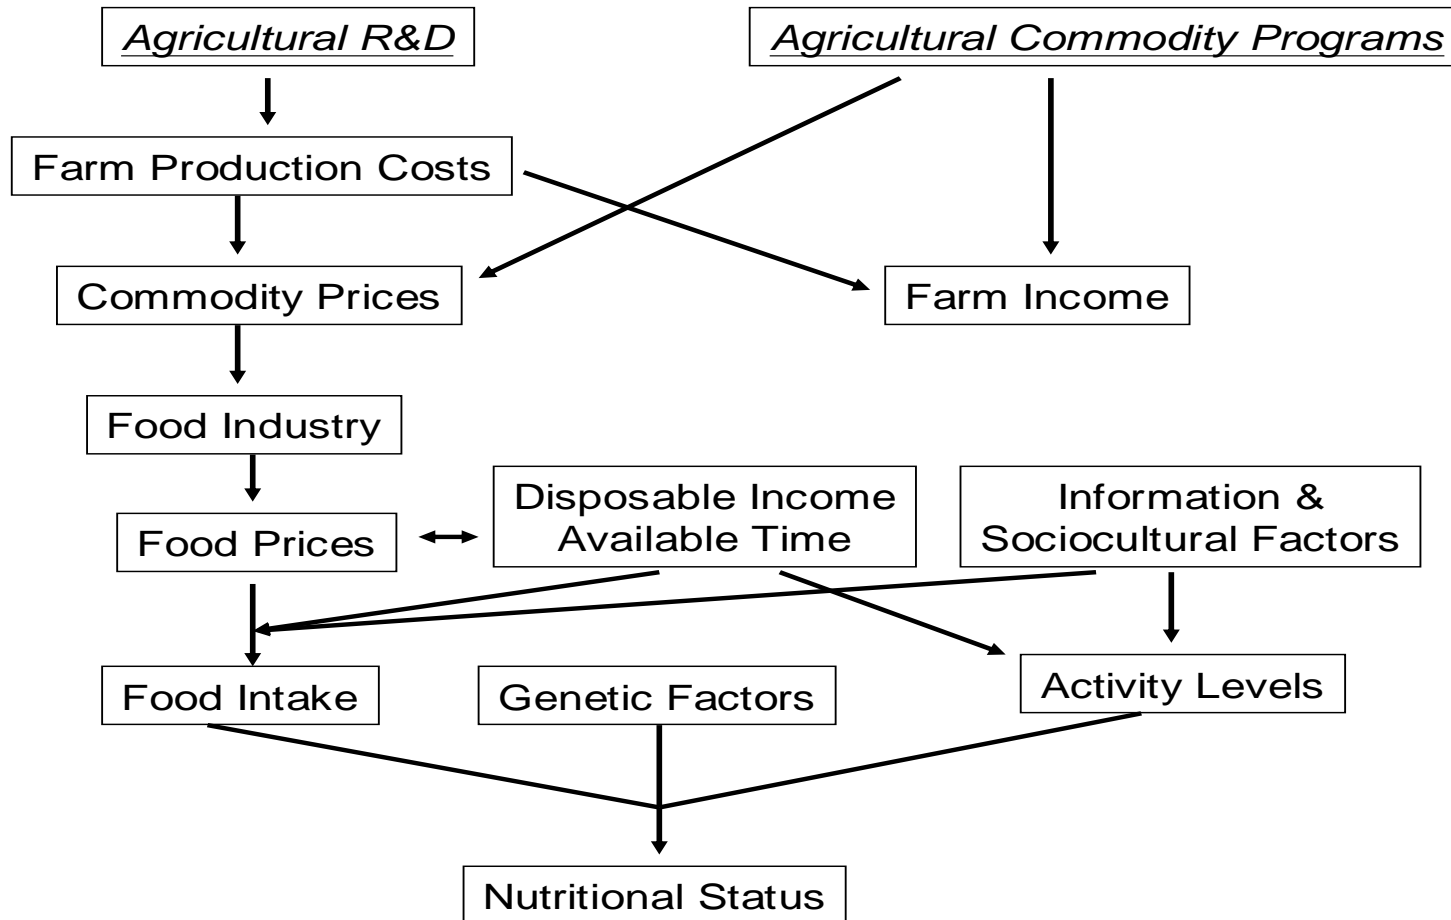 Agricultural R&D
Agricultural Commodity Programs
Farm Production Costs
Commodity Prices
Farm Income
Food Industry
Disposable Income
Available Time
Information &
Sociocultural Factors
Food Prices
Food Intake
Genetic Factors
Activity Levels
Nutritional Status